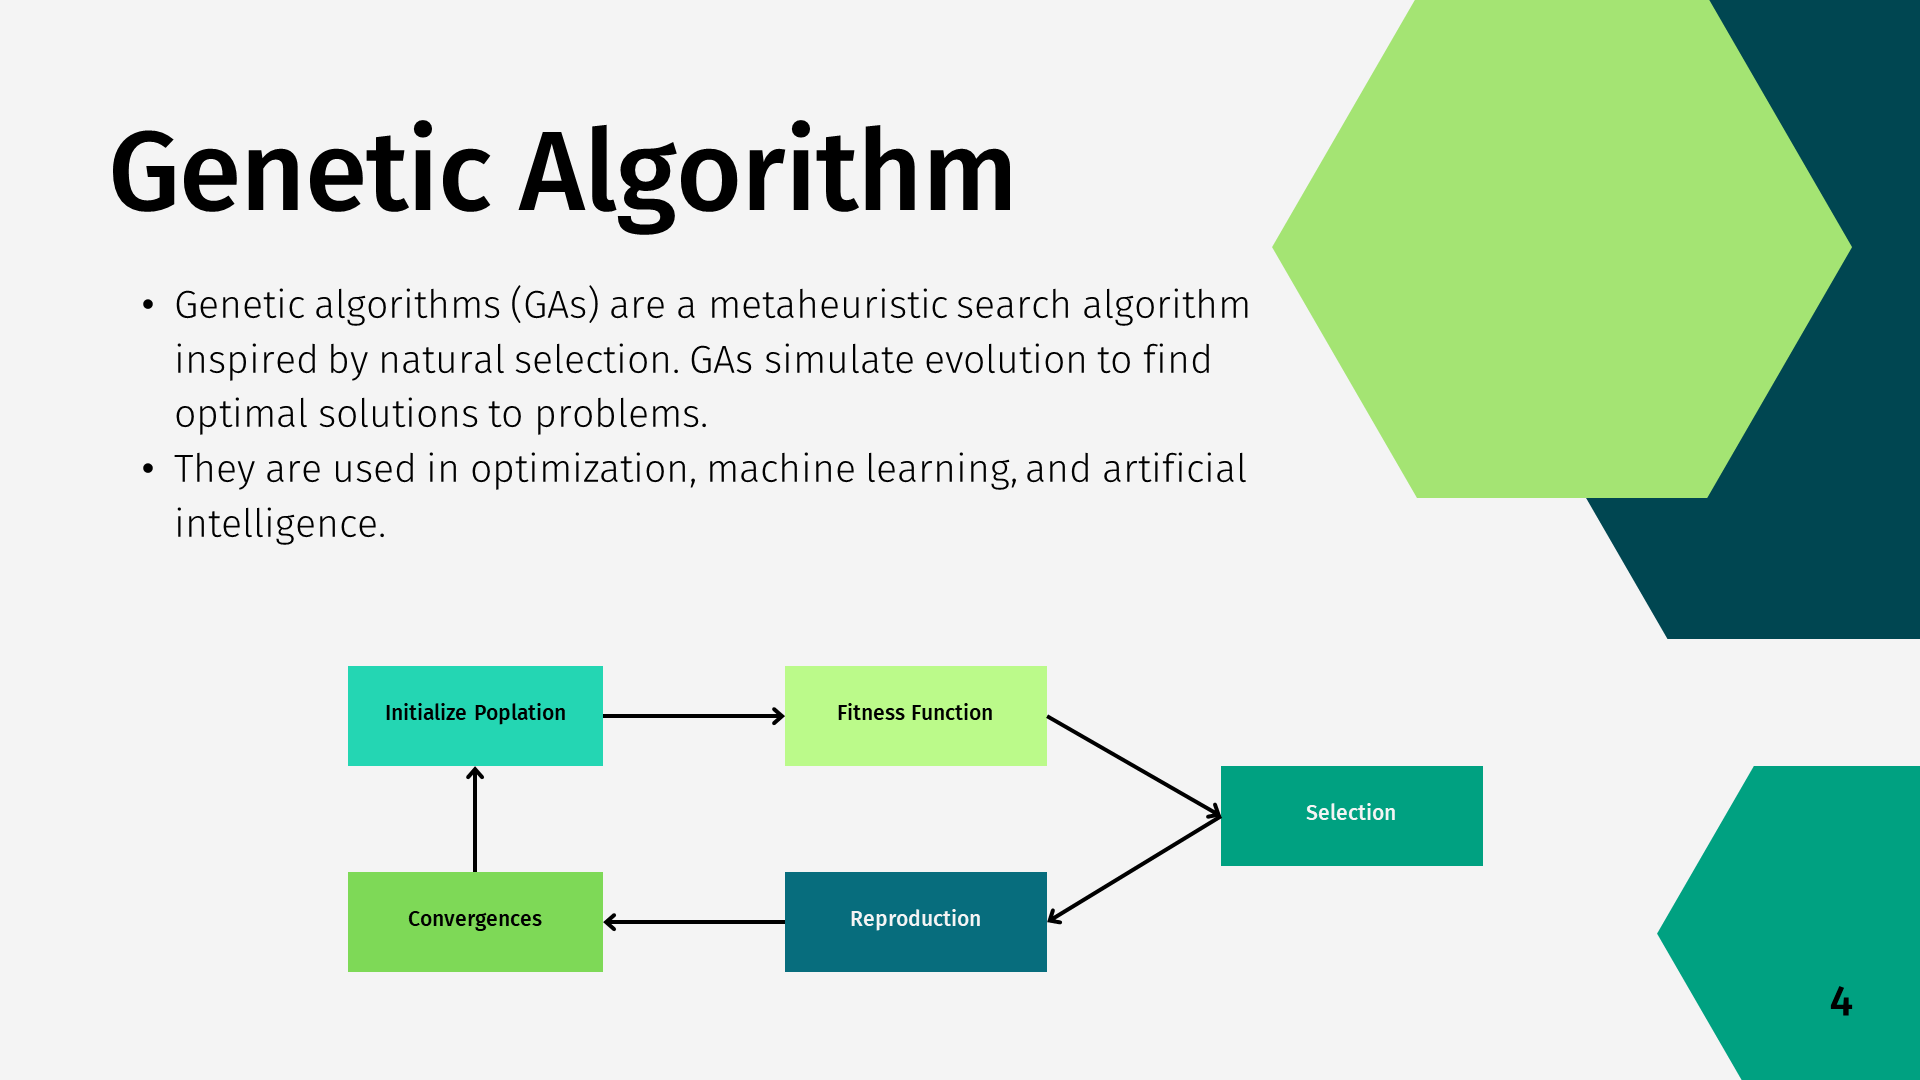 Genetic Algorithm
• Genetic algorithms (GAs) are a metaheuristic search algorithm
inspired by natural selection. GAs simulate evolution to find
optimal solutions to problems.
• They are used in optimization, machine learning, and artificial
intelligence.
Initialize Poplation
Fitness Function
Selection
Convergences
Reproduction
4